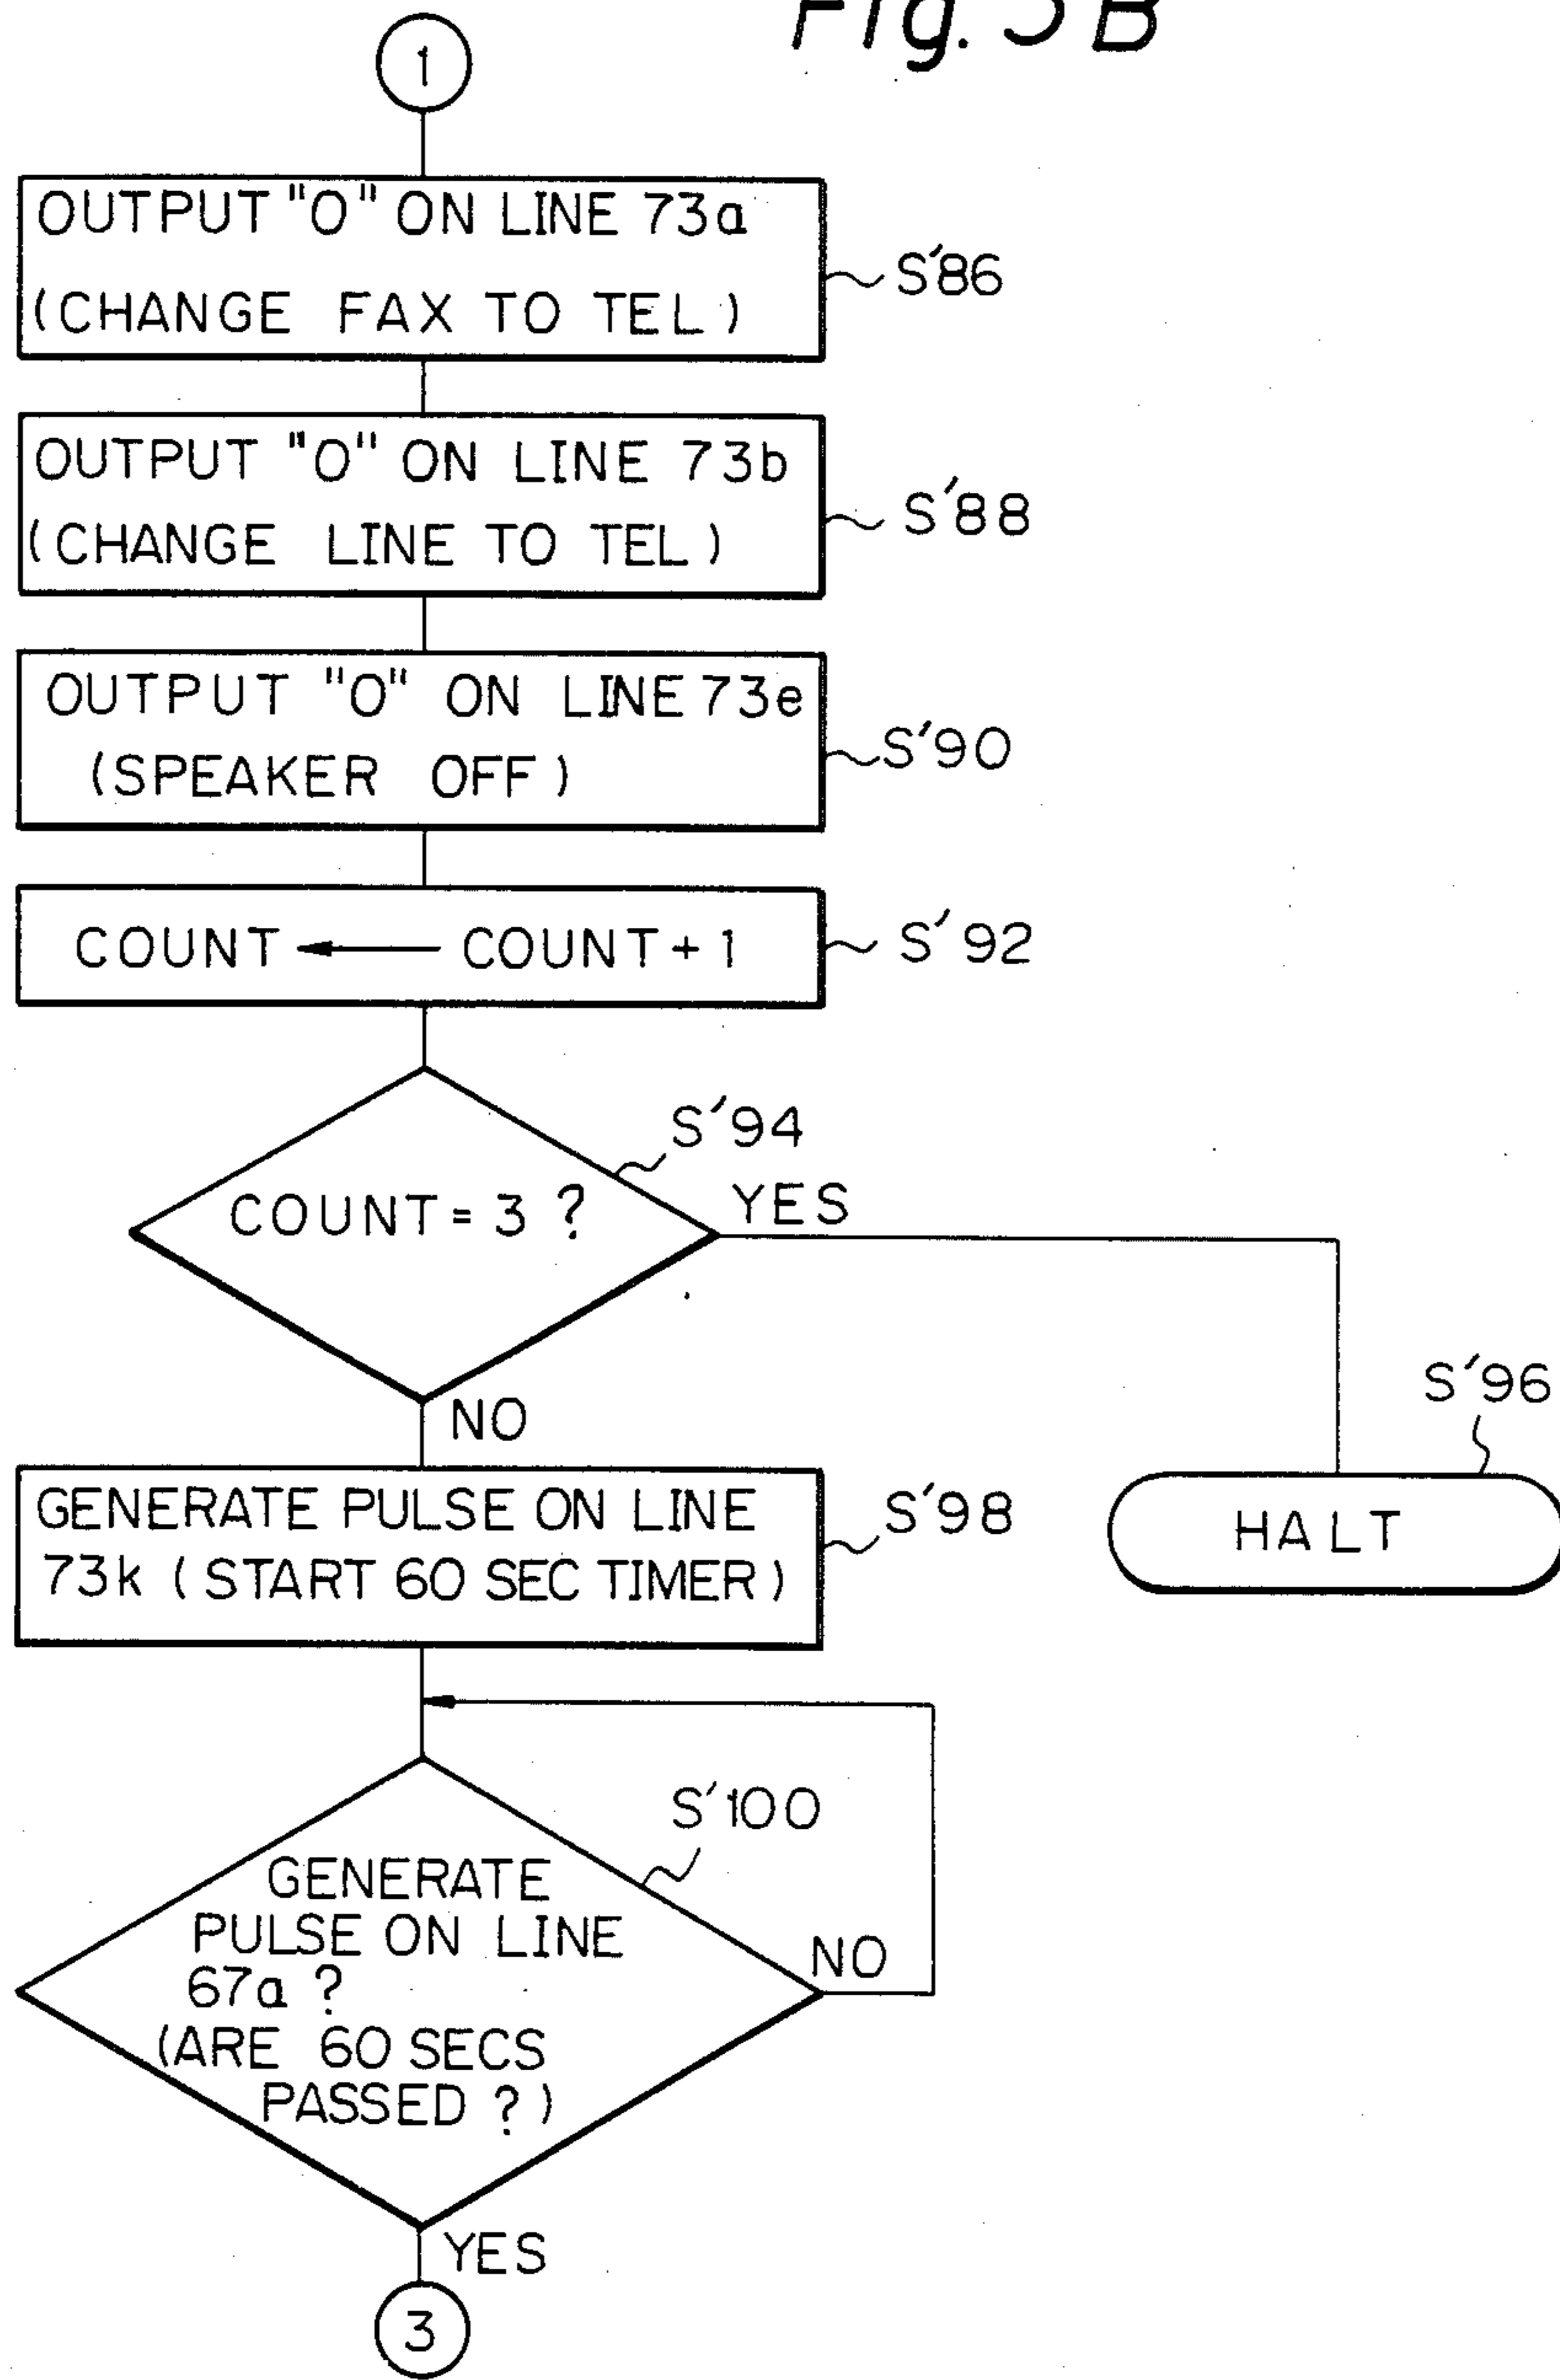 Fig. 5B
1
OUTPUT "0" ON LINE 73a
(CHANGE FAX TO TEL)
S'86
OUTPUT "0" ON LINE 73b
(CHANGE LINE TO TEL)
S'88
OUTPUT "0" ON LINE 73e
(SPEAKER OFF)
S'90
COUNT ← COUNT + 1
S'92
S'94
COUNT = 3 ?
YES
NO
S'96
HALT
GENERATE PULSE ON LINE
73k (START 60 SEC TIMER)
S'98
S'100
GENERATE
PULSE ON LINE
67a ?
(ARE 60 SECS
PASSED ?)
NO
YES
3